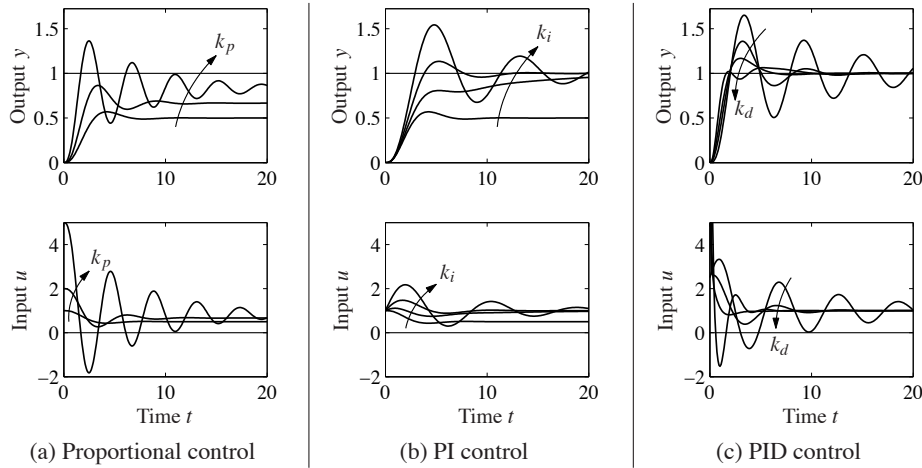 1.5
1
0.5
0
0 10 20
Output y
k_p
4
2
0
−2
0 10 20
Input u
k_p
Time t
(a) Proportional control
1.5
1
0.5
0
0 10 20
Output y
k_i
4
2
0
−2
0 10 20
Input u
k_i
Time t
(b) PI control
1.5
1
0.5
0
0 10 20
Output y
k_d
4
2
0
−2
0 10 20
Input u
k_d
Time t
(c) PID control